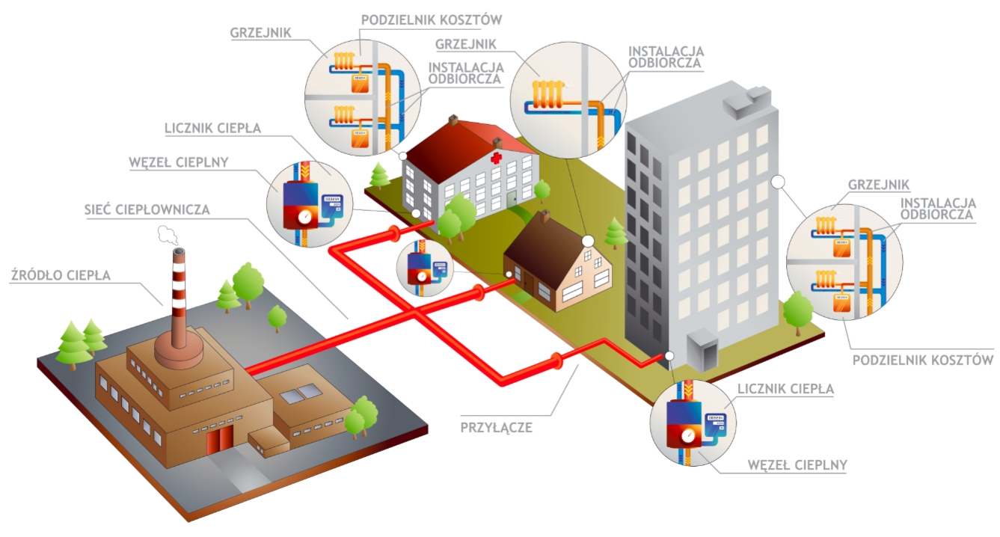 PODZIELNIK KOSZTÓW
GRZEJNIK
GRZEJNIK
INSTALACJA
ODBIORCZA
INSTALACJA
ODBIORCZA
LICZNIK CIEPŁA
WĘZEŁ CIEPLNY
SIEĆ CIEPŁOWNICZA
ŹRÓDŁO CIEPŁA
GRZEJNIK
INSTALACJA
ODBIORCZA
PODZIELNIK KOSZTÓW
LICZNIK CIEPŁA
PRZYŁĄCZE
WĘZEŁ CIEPLNY